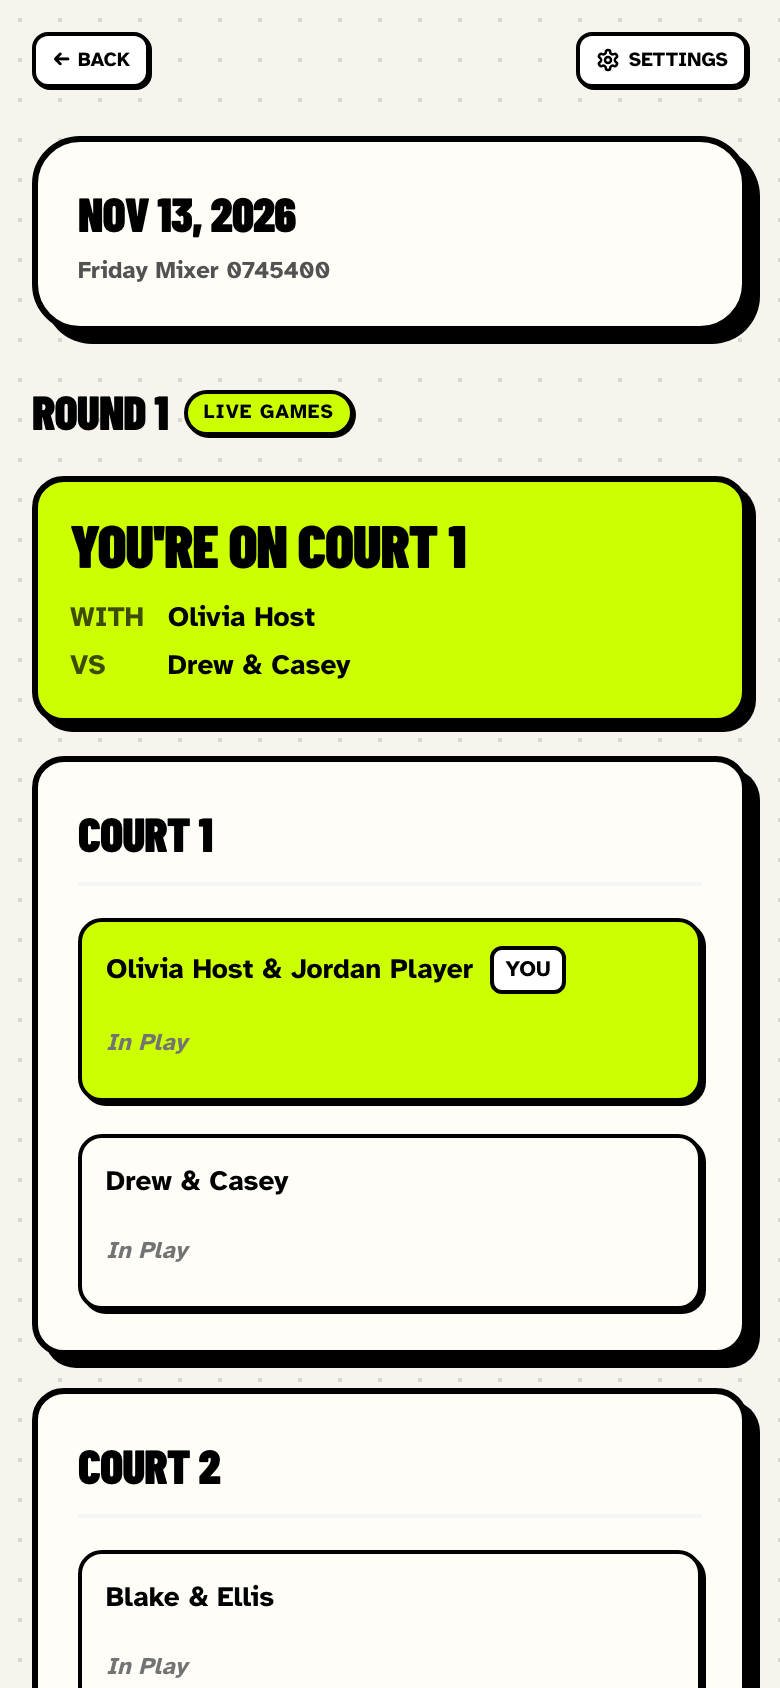 ← BACK
SETTINGS
NOV 13, 2026
Friday Mixer 0745400
ROUND 1
LIVE GAMES
YOU'RE ON COURT 1
WITH Olivia Host
VS Drew & Casey
COURT 1
Olivia Host & Jordan Player YOU
In Play
Drew & Casey
In Play
COURT 2
Blake & Ellis
In Play